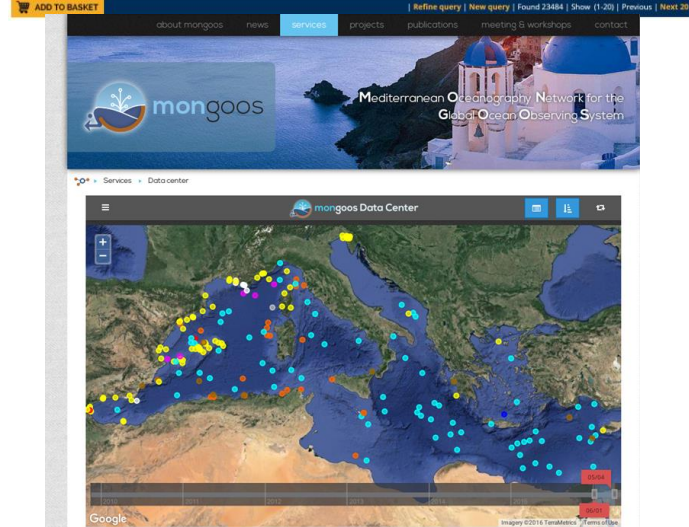 ADD TO BASKET
| Refine query | New query | Found 23484 | Show (1-20) | Previous | Next 20
about mongoos news services projects publications meeting & workshops contact
mongoos
Mediterranean Oceanography Network for the
Global Ocean Observing System
Services » Data center
mongoos Data Center
+
−
05/04
2010 2011 2012 2013 2014 2015
06/01
Google
Imagery ©2016 TerraMetrics Terms of Use